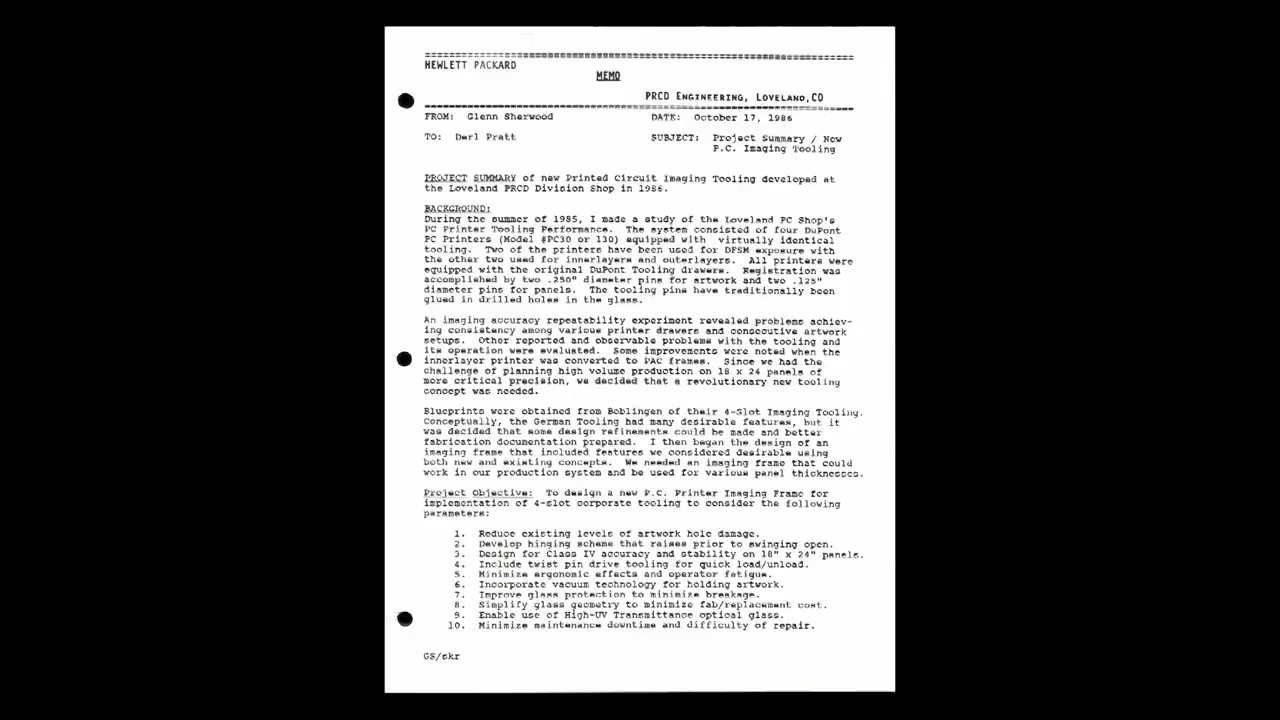 HEWLETT PACKARD
MEMO
PRCD ENGINEERING, LOVELAND,CO
FROM: Glenn Sherwood DATE: October 17, 1986
TO: Darl Pratt SUBJECT: Project Summary / New
P.C. Imaging Tooling
PROJECT SUMMARY of new Printed Circuit Imaging Tooling developed at
the Loveland PRCD Division Shop in 1986.
BACKGROUND:
During the summer of 1985, I made a study of the Loveland PC Shop's
PC Printer Tooling Performance. The system consisted of four DuPont
PC Printers (Model #PC30 or 130) equipped with virtually identical
tooling. Two of the printers have been used for DFSM exposure with
the other two used for innerlayers and outerlayers. All printers were
equipped with the original DuPont Tooling drawers. Registration was
accomplished by two .250" diameter pins for artwork and two .125"
diameter pins for panels. The tooling pins have traditionally been
glued in drilled holes in the glass.
An imaging accuracy repeatability experiment revealed problems achiev-
ing consistency among various printer drawers and consecutive artwork
setups. Other reported and observable problems with the tooling and
its operation were evaluated. Some improvements were noted when the
innerlayer printer was converted to PAC frames. Since we had the
challenge of planning high volume production on 18 x 24 panels of
more critical precision, we decided that a revolutionary new tooling
concept was needed.
Blueprints were obtained from Boblingen of their 4-Slot Imaging Tooling.
Conceptually, the German Tooling had many desirable features, but it
was decided that some design refinements could be made and better
fabrication documentation prepared. I then began the design of an
imaging frame that included features we considered desirable using
both new and existing concepts. We needed an imaging frame that could
work in our production system and be used for various panel thicknesses.
Project Objective: To design a new P.C. Printer Imaging Frame for
implementation of 4-slot corporate tooling to consider the following
parameters:
1. Reduce existing levels of artwork hole damage.
2. Develop hinging scheme that raises prior to swinging open.
3. Design for Class IV accuracy and stability on 18" x 24" panels.
4. Include twist pin drive tooling for quick load/unload.
5. Minimize ergonomic effects and operator fatigue.
6. Incorporate vacuum technology for holding artwork.
7. Improve glass protection to minimize breakage.
8. Simplify glass geometry to minimize fab/replacement cost.
9. Enable use of High-UV Transmittance optical glass.
10. Minimize maintenance downtime and difficulty of repair.
GS/skr